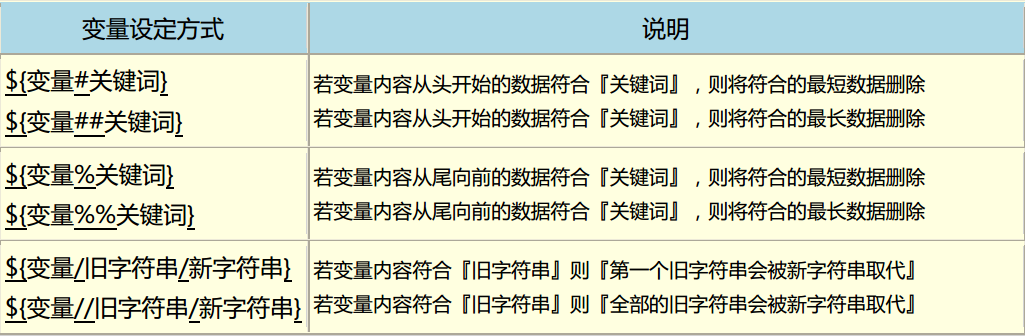 变量设定方式
说明
${变量#关键词}
若变量内容从头开始的数据符合『关键词』，则将符合的最短数据删除
${变量##关键词}
若变量内容从头开始的数据符合『关键词』，则将符合的最长数据删除
${变量%关键词}
若变量内容从尾向前的数据符合『关键词』，则将符合的最短数据删除
${变量%%关键词}
若变量内容从尾向前的数据符合『关键词』，则将符合的最长数据删除
${变量/旧字符串/新字符串}
若变量内容符合『旧字符串』则『第一个旧字符串会被新字符串取代』
${变量//旧字符串/新字符串}
若变量内容符合『旧字符串』则『全部的旧字符串会被新字符串取代』